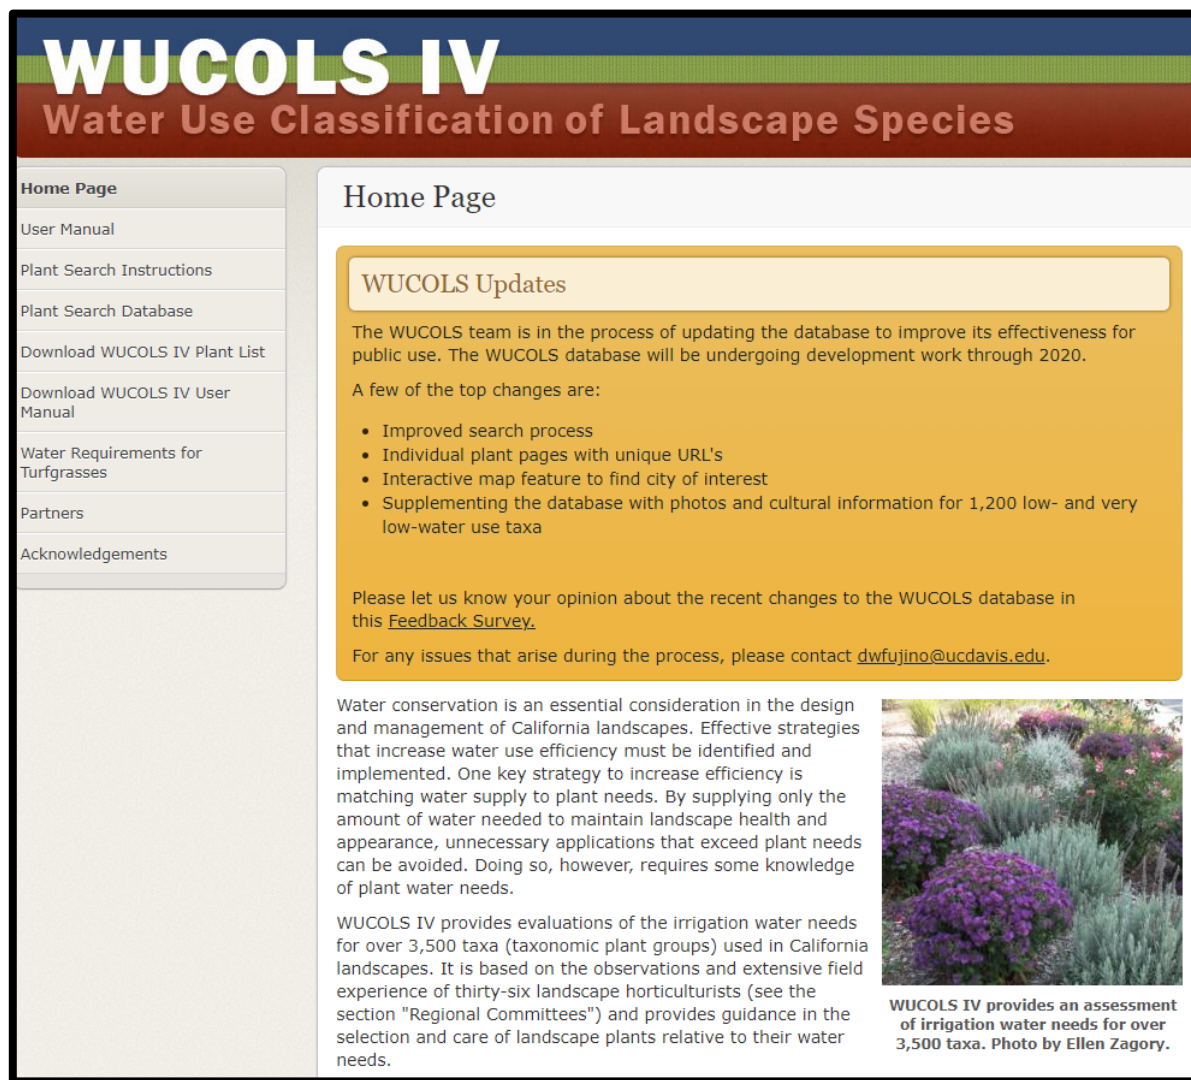 WUCOLS IV
Water Use Classification of Landscape Species
Home Page
User Manual
Plant Search Instructions
Plant Search Database
Download WUCOLS IV Plant List
Download WUCOLS IV User
Manual
Water Requirements for
Turfgrasses
Partners
Acknowledgements
Home Page
WUCOLS Updates
The WUCOLS team is in the process of updating the database to improve its effectiveness for
public use. The WUCOLS database will be undergoing development work through 2020.
A few of the top changes are:
• Improved search process
• Individual plant pages with unique URL's
• Interactive map feature to find city of interest
• Supplementing the database with photos and cultural information for 1,200 low- and very
low-water use taxa
Please let us know your opinion about the recent changes to the WUCOLS database in
this Feedback Survey.
For any issues that arise during the process, please contact dwfujino@ucdavis.edu.
Water conservation is an essential consideration in the design
and management of California landscapes. Effective strategies
that increase water use efficiency must be identified and
implemented. One key strategy to increase efficiency is
matching water supply to plant needs. By supplying only the
amount of water needed to maintain landscape health and
appearance, unnecessary applications that exceed plant needs
can be avoided. Doing so, however, requires some knowledge
of plant water needs.
WUCOLS IV provides evaluations of the irrigation water needs
for over 3,500 taxa (taxonomic plant groups) used in California
landscapes. It is based on the observations and extensive field
experience of thirty-six landscape horticulturists (see the
section "Regional Committees") and provides guidance in the
selection and care of landscape plants relative to their water
needs.
WUCOLS IV provides an assessment
of irrigation water needs for over
3,500 taxa. Photo by Ellen Zagory.